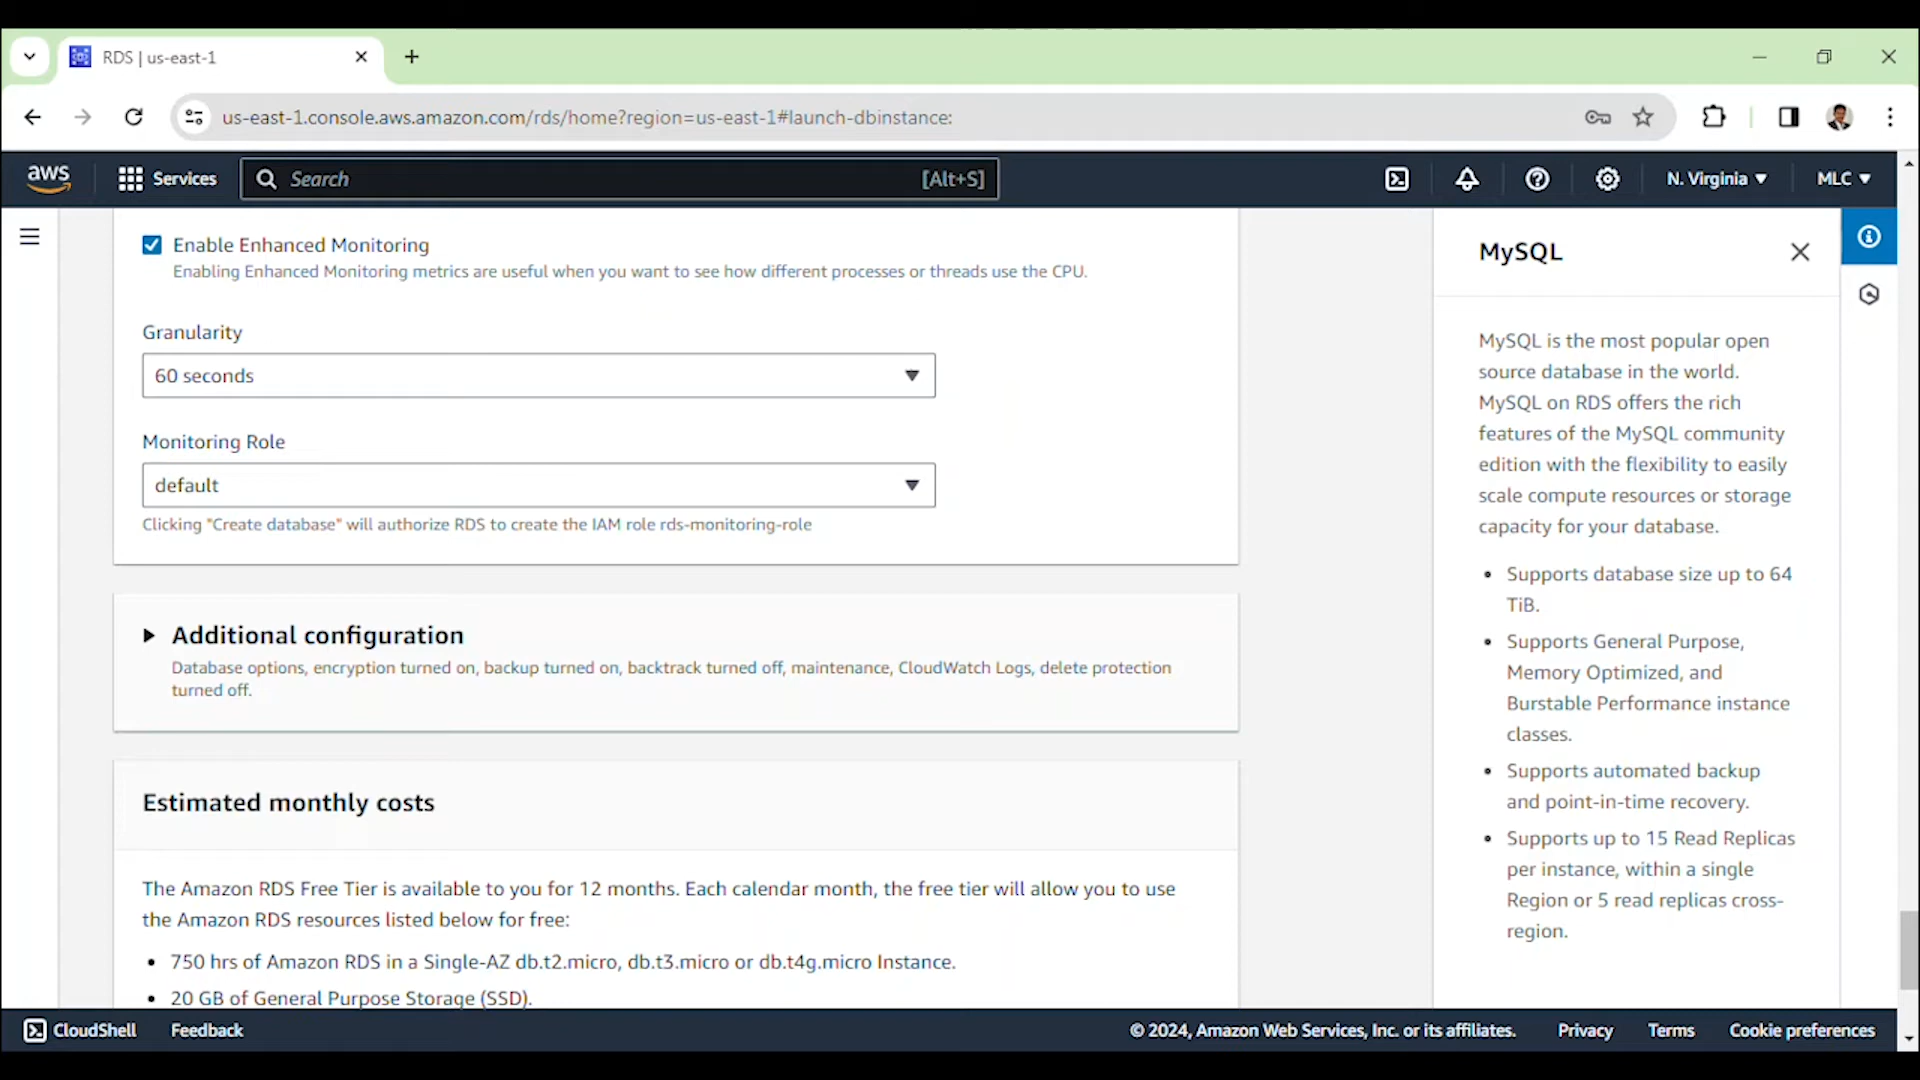 RDS | us-east-1
us-east-1.console.aws.amazon.com/rds/home?region=us-east-1#launch-dbinstance:
aws
Services
Search
[Alt+S]
N. Virginia
MLC
Enable Enhanced Monitoring
Enabling Enhanced Monitoring metrics are useful when you want to see how different processes or threads use the CPU.
Granularity
60 seconds
Monitoring Role
default
Clicking "Create database" will authorize RDS to create the IAM role rds-monitoring-role
Additional configuration
Database options, encryption turned on, backup turned on, backtrack turned off, maintenance, CloudWatch Logs, delete protection
turned off.
Estimated monthly costs
The Amazon RDS Free Tier is available to you for 12 months. Each calendar month, the free tier will allow you to use
the Amazon RDS resources listed below for free:
• 750 hrs of Amazon RDS in a Single-AZ db.t2.micro, db.t3.micro or db.t4g.micro Instance.
• 20 GB of General Purpose Storage (SSD).
MySQL
MySQL is the most popular open
source database in the world.
MySQL on RDS offers the rich
features of the MySQL community
edition with the flexibility to easily
scale compute resources or storage
capacity for your database.
• Supports database size up to 64
TiB.
• Supports General Purpose,
Memory Optimized, and
Burstable Performance instance
classes.
• Supports automated backup
and point-in-time recovery.
• Supports up to 15 Read Replicas
per instance, within a single
Region or 5 read replicas cross-
region.
CloudShell
Feedback
© 2024, Amazon Web Services, Inc. or its affiliates.
Privacy
Terms
Cookie preferences